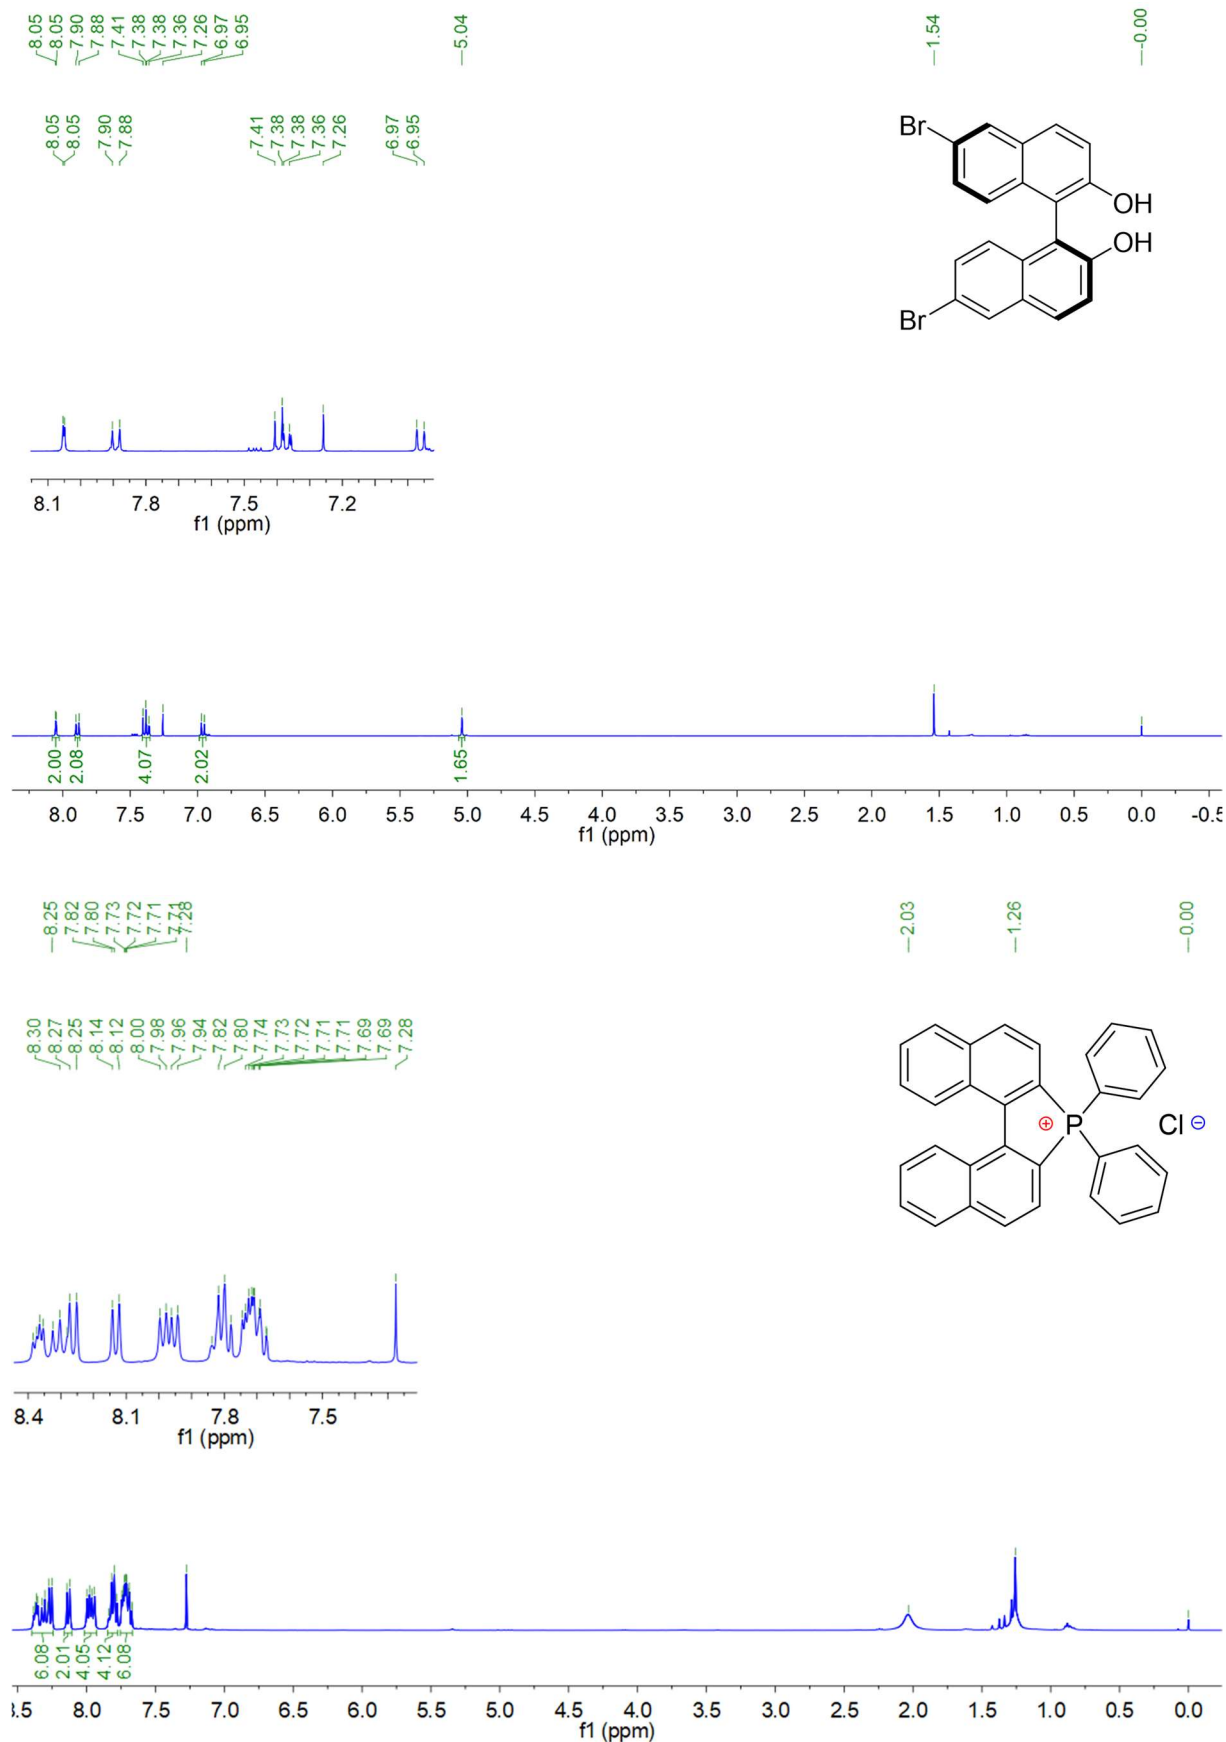 8.05 8.05 7.90 7.88 7.41 7.38 7.38 7.36 7.26 6.97 6.95 5.04 1.54 -0.00
8.05 8.05 7.90 7.88 7.41 7.38 7.38 7.36 7.26 6.97 6.95
Br
OH
OH
Br
8.1 7.8 7.5 7.2
f1 (ppm)
2.00 2.08 4.07 2.02 1.65
8.0 7.5 7.0 6.5 6.0 5.5 5.0 4.5 4.0 3.5 3.0 2.5 2.0 1.5 1.0 0.5 0.0 -0.5
f1 (ppm)
8.25 7.82 7.80 7.73 7.72 7.71 7.71 7.28 2.03 1.26 -0.00
8.30 8.27 8.25 8.14 8.12 8.00 7.98 7.96 7.94 7.82 7.80 7.74 7.73 7.72 7.71 7.71 7.69 7.69 7.28
⊕ P Cl ⊖
8.4 8.1 7.8 7.5
f1 (ppm)
6.08 2.01 4.05 4.12 6.08
.5 8.0 7.5 7.0 6.5 6.0 5.5 5.0 4.5 4.0 3.5 3.0 2.5 2.0 1.5 1.0 0.5 0.0
f1 (ppm)